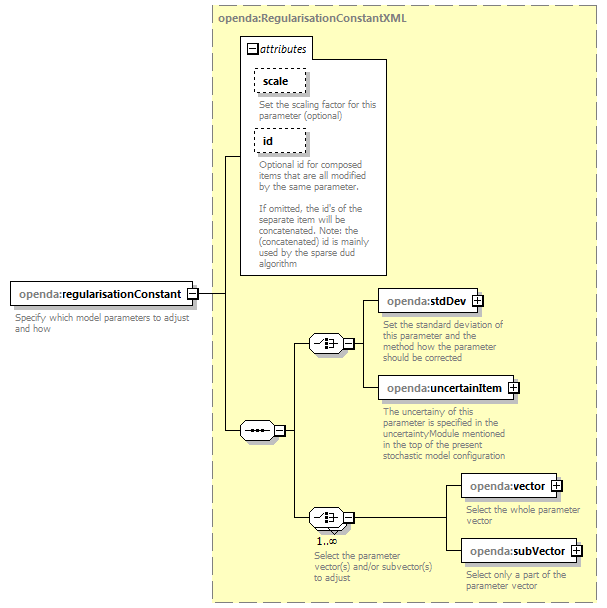 openda:RegularisationConstantXML
attributes
scale
Set the scaling factor for this
parameter (optional)
id
Optional id for composed
items that are all modified
by the same parameter.
If omitted, the id's of the
separate item will be
concatenated. Note: the
(concatenated) id is mainly
used by the sparse dud
algorithm
openda:regularisationConstant
Specify which model parameters to adjust
and how
openda:stdDev
Set the standard deviation of
this parameter and the
method how the parameter
should be corrected
openda:uncertainItem
The uncertainy of this
parameter is specified in the
uncertaintyModule mentioned
in the top of the present
stochastic model configuration
1..∞
Select the parameter
vector(s) and/or subvector(s)
to adjust
openda:vector
Select the whole parameter
vector
openda:subVector
Select only a part of the
parameter vector